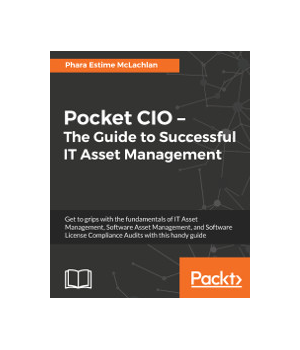 Phara Estime McLachlan
Pocket CIO –
The Guide to Successful
IT Asset Management
Get to grips with the fundamentals of IT Asset
Management, Software Asset Management, and Software
License Compliance Audits with this handy guide
Packt>